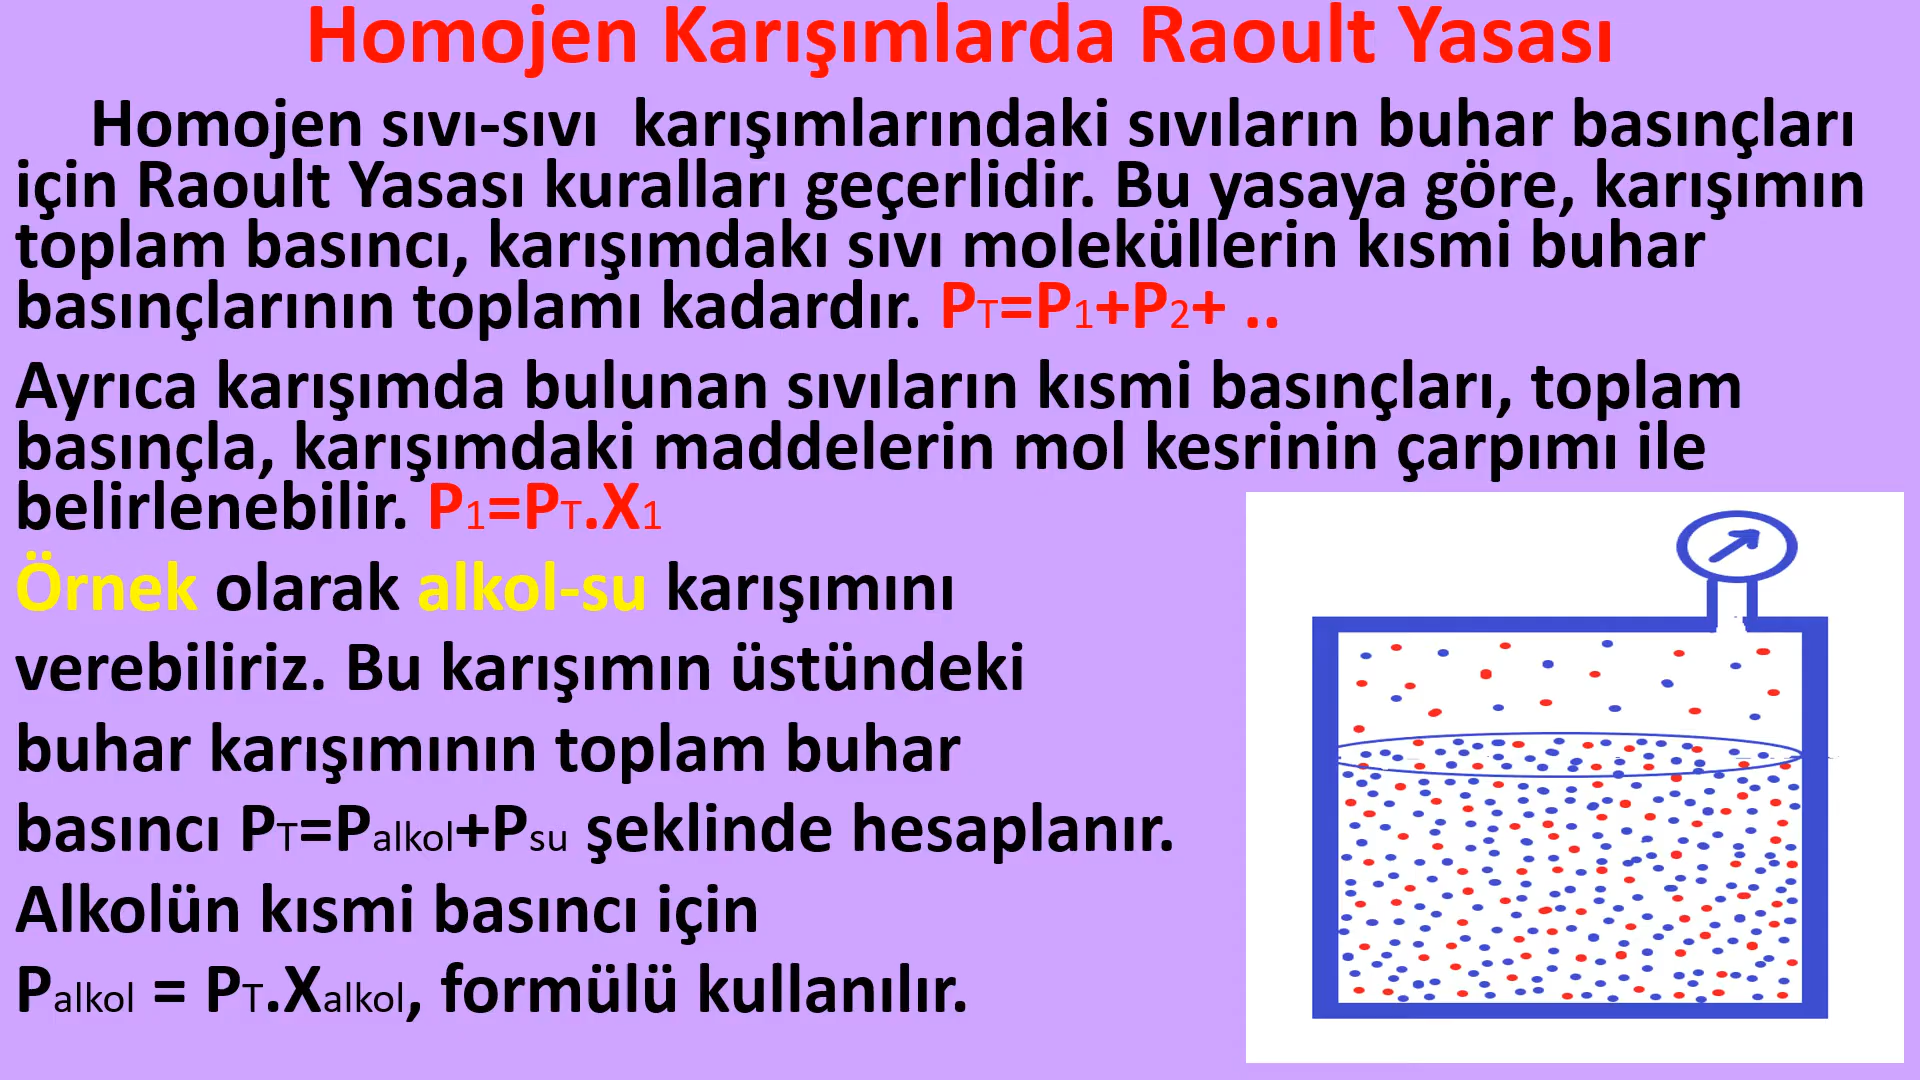 Homojen Karışımlarda Raoult Yasası
Homojen sıvı-sıvı karışımlarındaki sıvıların buhar basınçları
için Raoult Yasası kuralları geçerlidir. Bu yasaya göre, karışımın
toplam basıncı, karışımdakı sıvı moleküllerin kısmi buhar
basınçlarının toplamı kadardır. PT=P1+P2+ ..
Ayrıca karışımda bulunan sıvıların kısmi basınçları, toplam
basınçla, karışımdaki maddelerin mol kesrinin çarpımı ile
belirlenebilir. P1=PT.X1
Örnek olarak alkol-su karışımını
verebiliriz. Bu karışımın üstündeki
buhar karışımının toplam buhar
basıncı PT=Palkol+Psu şeklinde hesaplanır.
Alkolün kısmi basıncı için
Palkol = PT.Xalkol, formülü kullanılır.